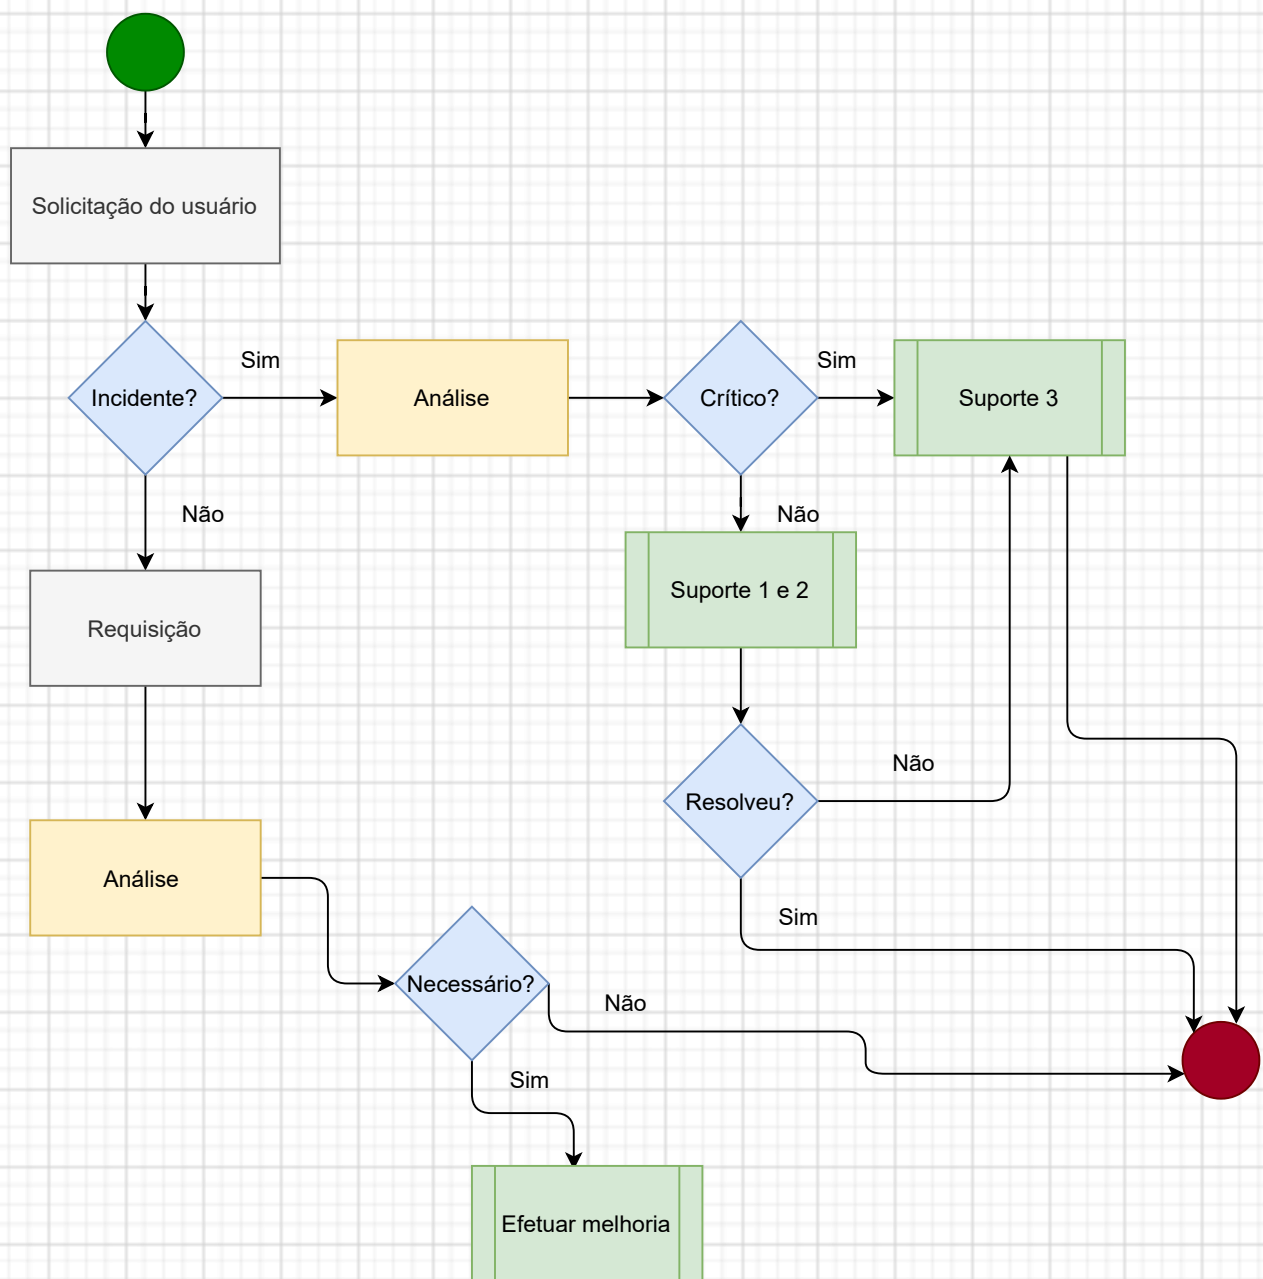 Solicitação do usuário
Incidente?
Sim
Análise
Crítico?
Sim
Suporte 3
Não
Não
Suporte 1 e 2
Requisição
Resolveu?
Não
Análise
Sim
Necessário?
Não
Sim
Efetuar melhoria